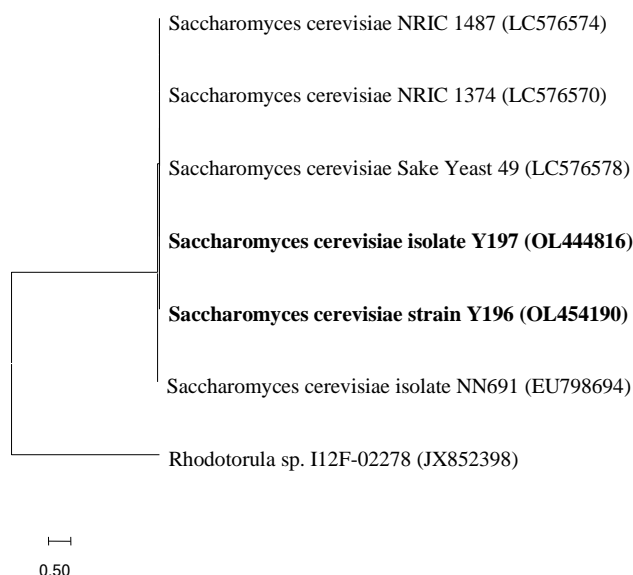 Saccharomyces cerevisiae NRIC 1487 (LC576574)
Saccharomyces cerevisiae NRIC 1374 (LC576570)
Saccharomyces cerevisiae Sake Yeast 49 (LC576578)
Saccharomyces cerevisiae isolate Y197 (OL444816)
Saccharomyces cerevisiae strain Y196 (OL454190)
Saccharomyces cerevisiae isolate NN691 (EU798694)
Rhodotorula sp. I12F-02278 (JX852398)
0.50